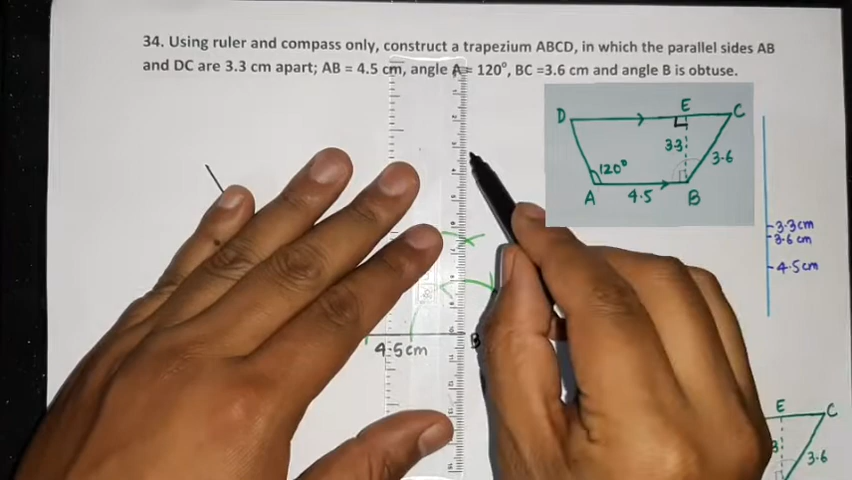 34. Using ruler and compass only, construct a trapezium ABCD, in which the parallel sides AB
and DC are 3.3 cm apart; AB = 4.5 cm, angle A = 120°, BC =3.6 cm and angle B is obtuse.
D E C
3.3
3.6
120°
A 4.5 B
3.3cm
3.6 cm
4.5cm
4.5cm B
E C
3.6